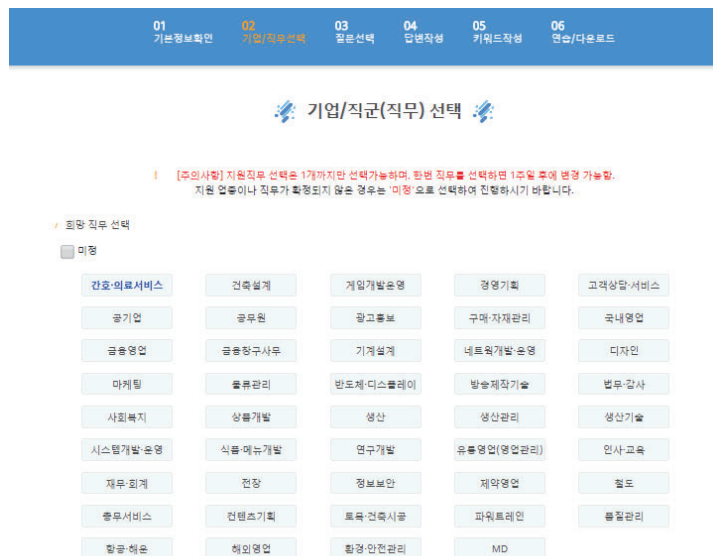 01 02 03 04 05 06
기본정보확인 기업/직무선택 질문선택 답변작성 키워드작성 연습/다운로드
기업/직군(직무) 선택
! [주의사항] 지원직무 선택은 1개까지만 선택가능하며, 한번 직무를 선택하면 1주일 후에 변경 가능함.
지원 업종이나 직무가 확정되지 않은 경우는 '미정'으로 선택하여 진행하시기 바랍니다.
/ 희망 직무 선택
미정
간호·의료서비스 건축설계 게임개발운영 경영기획 고객상담·서비스
공기업 공무원 광고홍보 구매·자재관리 국내영업
금융영업 금융창구사무 기계설계 네트웍개발·운영 디자인
마케팅 물류관리 반도체·디스플레이 방송제작기술 법무·감사
사회복지 상품개발 생산 생산관리 생산기술
시스템개발·운영 식품·메뉴개발 연구개발 유통영업(영업관리) 인사·교육
재무·회계 전장 정보보안 제약영업 철도
총무서비스 컨텐츠기획 토목·건축시공 파워트레인 품질관리
항공·해운 해외영업 환경·안전관리 MD